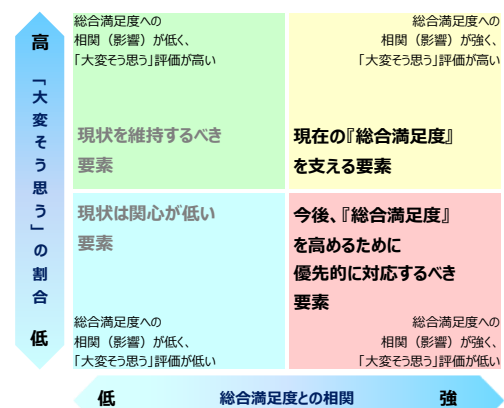 高
「大変そう思う」の割合
低
総合満足度への
相関（影響）が低く、
「大変そう思う」評価が高い
現状を維持するべき
要素
総合満足度への
相関（影響）が強く、
「大変そう思う」評価が高い
現在の『総合満足度』
を支える要素
現状は関心が低い
要素
総合満足度への
相関（影響）が低く、
「大変そう思う」評価が低い
今後、『総合満足度』
を高めるために
優先的に対応するべき
要素
総合満足度への
相関（影響）が強く、
「大変そう思う」評価が低い
低
総合満足度との相関
強